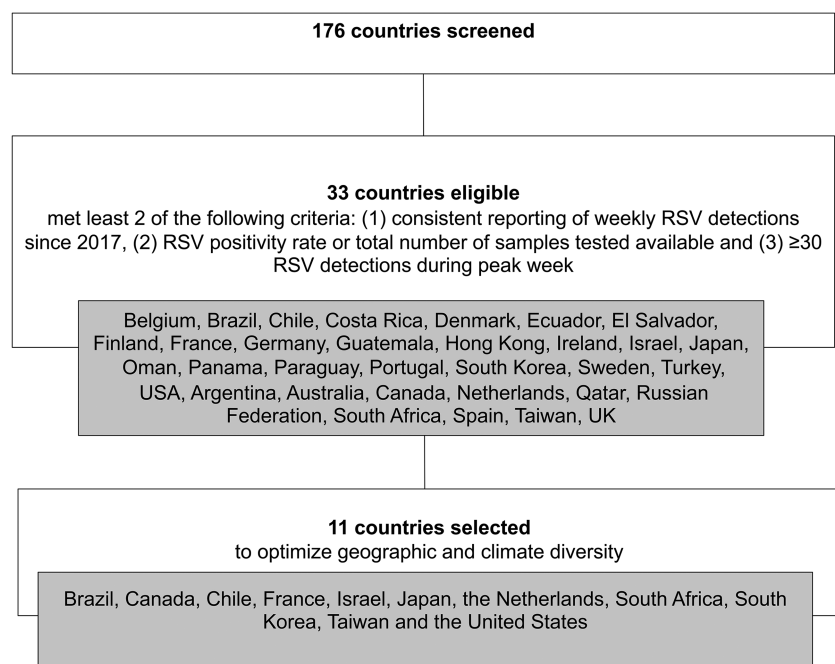 176 countries screened
33 countries eligible
met least 2 of the following criteria: (1) consistent reporting of weekly RSV detections
since 2017, (2) RSV positivity rate or total number of samples tested available and (3) ≥30
RSV detections during peak week
Belgium, Brazil, Chile, Costa Rica, Denmark, Ecuador, El Salvador,
Finland, France, Germany, Guatemala, Hong Kong, Ireland, Israel, Japan,
Oman, Panama, Paraguay, Portugal, South Korea, Sweden, Turkey,
USA, Argentina, Australia, Canada, Netherlands, Qatar, Russian
Federation, South Africa, Spain, Taiwan, UK
11 countries selected
to optimize geographic and climate diversity
Brazil, Canada, Chile, France, Israel, Japan, the Netherlands, South Africa, South
Korea, Taiwan and the United States